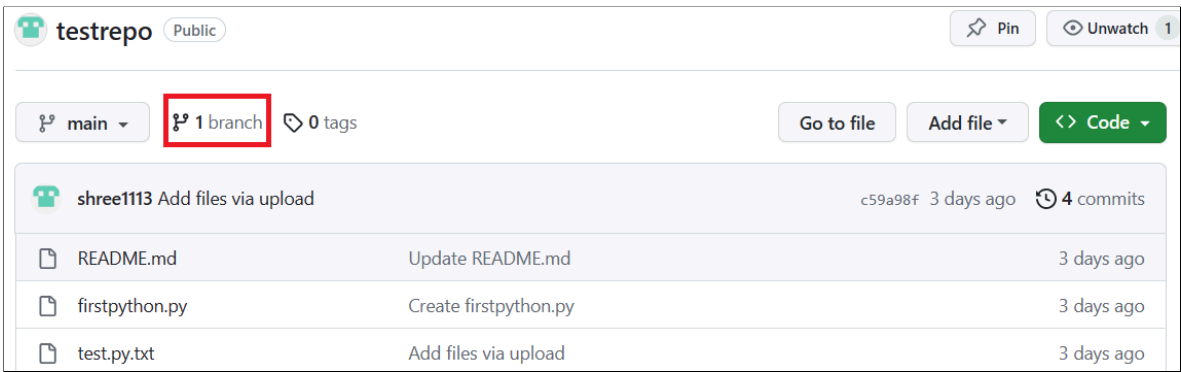 testrepo Public Pin Unwatch 1
main 1 branch 0 tags Go to file Add file <> Code
shree1113 Add files via upload c59a98f 3 days ago 4 commits
README.md Update README.md 3 days ago
firstpython.py Create firstpython.py 3 days ago
test.py.txt Add files via upload 3 days ago